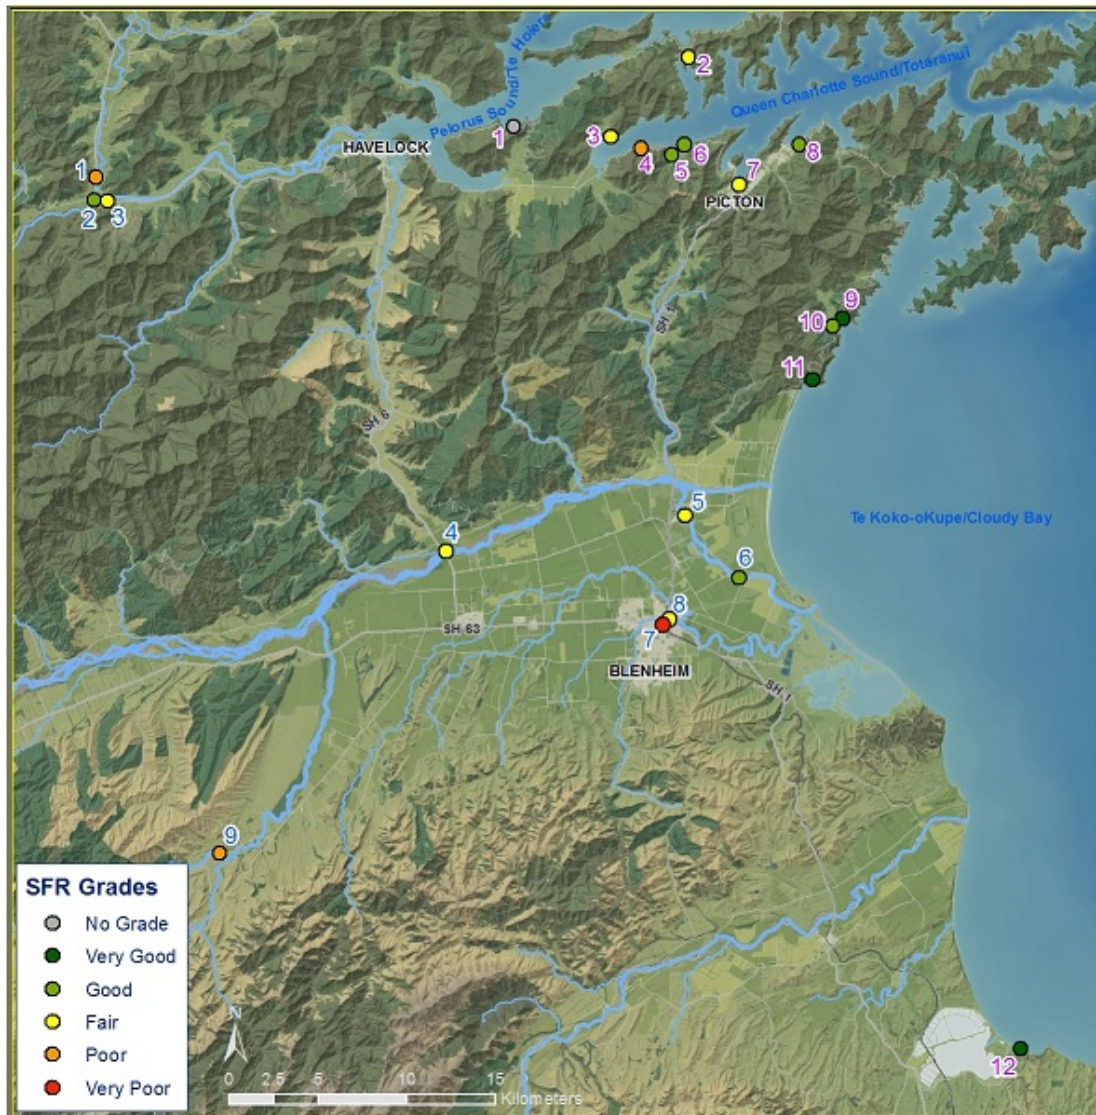 Pelorus Sound/Te Hoiere
Queen Charlotte Sound/Totaranui
2
1
3
4
5
6
8
7
HAVELOCK
PICTON
1
2
3
9
10
11
SH 1
SH 6
5
4
6
Te Koko-oKupe/Cloudy Bay
8
7
SH 63
BLENHEIM
SH 1
9
SFR Grades
No Grade
Very Good
Good
Fair
Poor
Very Poor
N
0 2.5 5 10 15
Kilometers
12